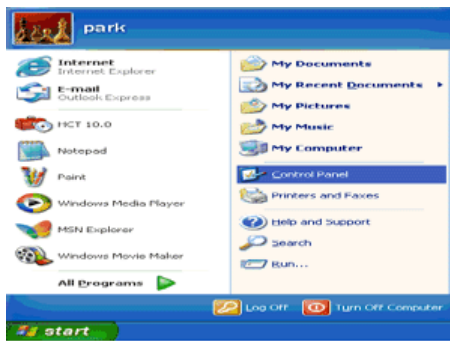 park
Internet
Internet Explorer
E-mail
Outlook Express
HCT 10.0
Notepad
Paint
Windows Media Player
MSN Explorer
Windows Movie Maker
All Programs
My Documents
My Recent Documents
My Pictures
My Music
My Computer
Control Panel
Printers and Faxes
Help and Support
Search
Run...
Log Off
Turn Off Computer
start